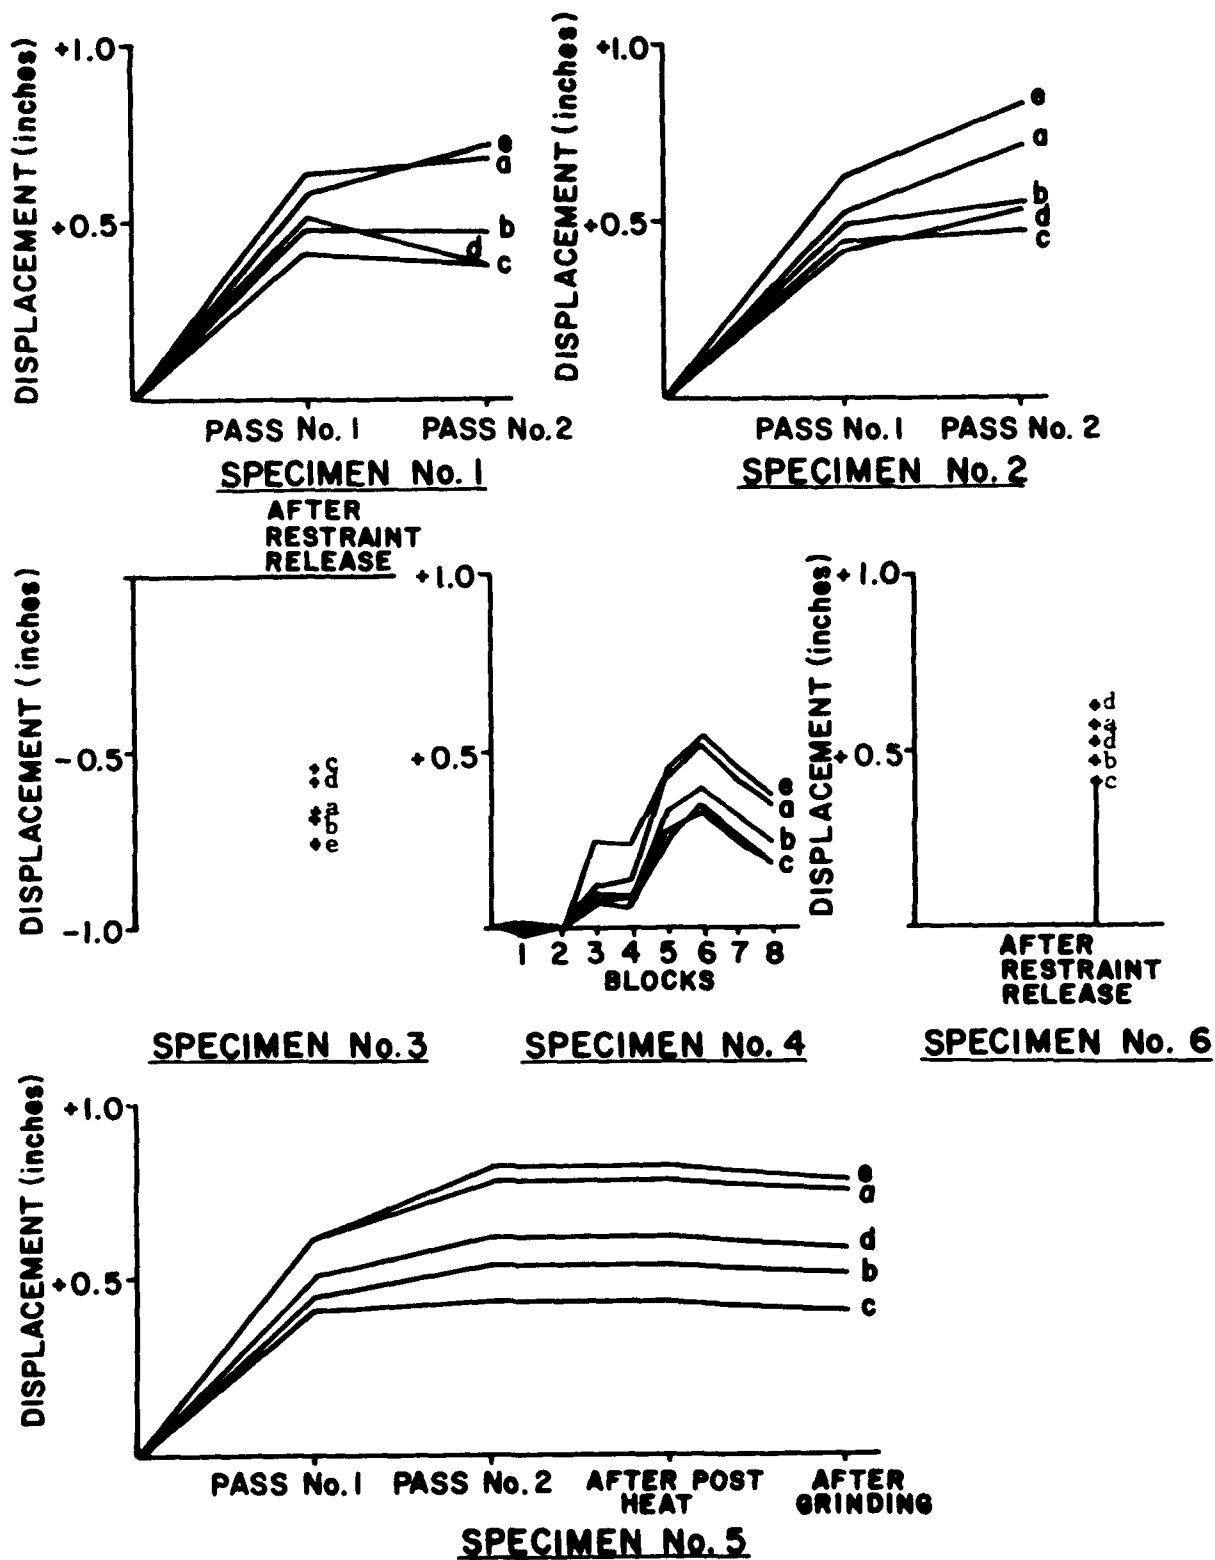 DISPLACEMENT (inches)
+1.0
+0.5
e
a
b
d
c
PASS No. 1 PASS No. 2
SPECIMEN No. 1
DISPLACEMENT (inches)
+1.0
+0.5
e
a
b
d
c
PASS No. 1 PASS No. 2
SPECIMEN No. 2
AFTER
RESTRAINT
RELEASE
DISPLACEMENT (inches)
-0.5
-1.0
c
d
a
b
e
SPECIMEN No. 3
+1.0
+0.5
e
a
b
c
1 2 3 4 5 6 7 8
BLOCKS
SPECIMEN No. 4
DISPLACEMENT (inches)
+1.0
+0.5
d
a
d
b
c
AFTER
RESTRAINT
RELEASE
SPECIMEN No. 6
DISPLACEMENT (inches)
+1.0
+0.5
e
a
d
b
c
PASS No. 1 PASS No. 2 AFTER POST AFTER
HEAT GRINDING
SPECIMEN No. 5